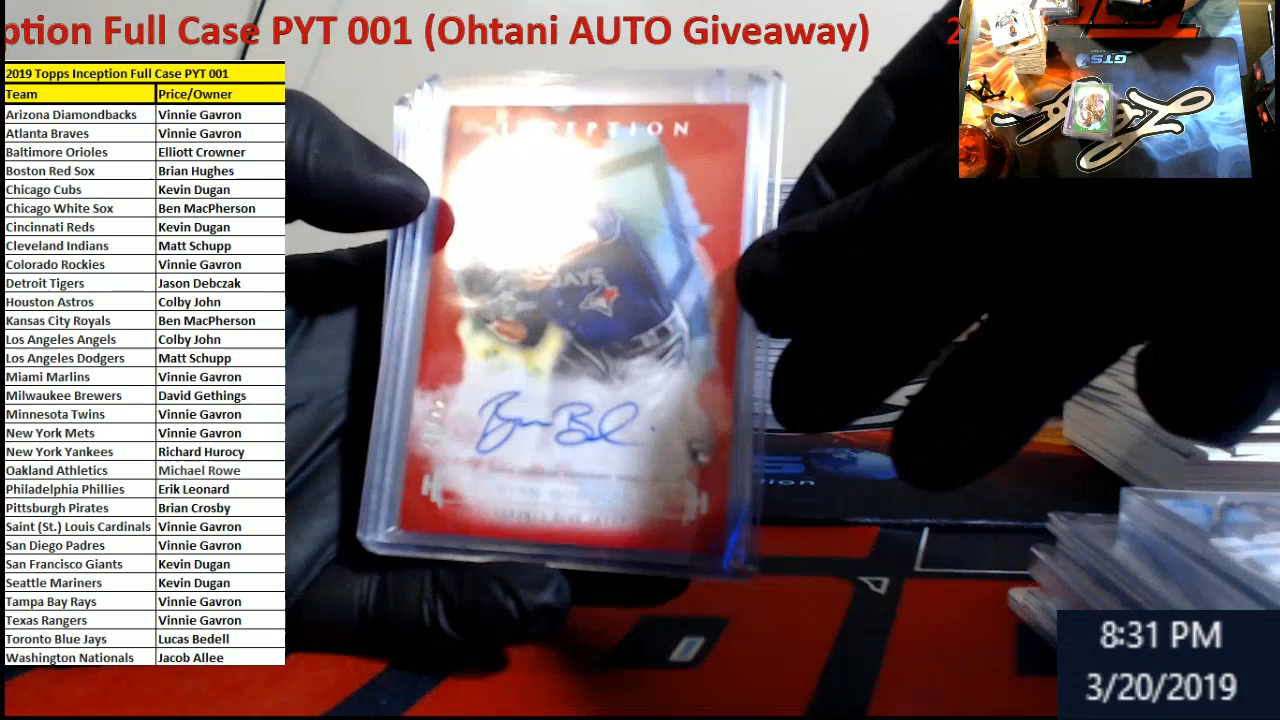 ption Full Case PYT 001 (Ohtani AUTO Giveaway)
2019 Topps Inception Full Case PYT 001
Team Price/Owner
Arizona Diamondbacks Vinnie Gavron
Atlanta Braves Vinnie Gavron
Baltimore Orioles Elliott Crowner
Boston Red Sox Brian Hughes
Chicago Cubs Kevin Dugan
Chicago White Sox Ben MacPherson
Cincinnati Reds Kevin Dugan
Cleveland Indians Matt Schupp
Colorado Rockies Vinnie Gavron
Detroit Tigers Jason Debczak
Houston Astros Colby John
Kansas City Royals Ben MacPherson
Los Angeles Angels Colby John
Los Angeles Dodgers Matt Schupp
Miami Marlins Vinnie Gavron
Milwaukee Brewers David Gethings
Minnesota Twins Vinnie Gavron
New York Mets Vinnie Gavron
New York Yankees Richard Hurocy
Oakland Athletics Michael Rowe
Philadelphia Phillies Erik Leonard
Pittsburgh Pirates Brian Crosby
Saint (St.) Louis Cardinals Vinnie Gavron
San Diego Padres Vinnie Gavron
San Francisco Giants Kevin Dugan
Seattle Mariners Kevin Dugan
Tampa Bay Rays Vinnie Gavron
Texas Rangers Vinnie Gavron
Toronto Blue Jays Lucas Bedell
Washington Nationals Jacob Allee
INCEPTION
JAYS
GTS
8:31 PM
3/20/2019